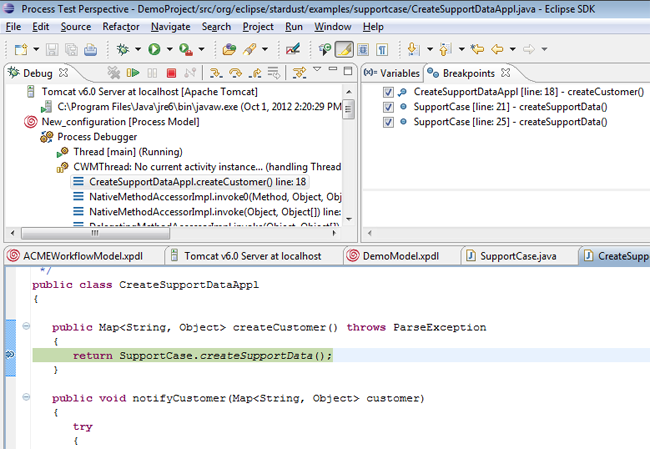 Process Test Perspective - DemoProject/src/org/eclipse/stardust/examples/supportcase/CreateSupportDataAppl.java - Eclipse SDK
File Edit Source Refactor Navigate Search Project Run Window Help
Debug
Tomcat v6.0 Server at localhost [Apache Tomcat]
C:\Program Files\Java\jre6\bin\javaw.exe (Oct 1, 2012 2:20:29 PM)
New_configuration [Process Model]
Process Debugger
Thread [main] (Running)
CWMThread: No current activity instance... (handling Thread
CreateSupportDataAppl.createCustomer() line: 18
NativeMethodAccessorImpl.invoke0(Method, Object, Obj
NativeMethodAccessorImpl.invoke(Object, Object[]) line:
DelegatingMethodAccessorImpl.invoke(Object, Object[])
(x)= Variables Breakpoints
CreateSupportDataAppl [line: 18] - createCustomer()
SupportCase [line: 21] - createSupportData()
SupportCase [line: 25] - createSupportData()
ACMEWorkflowModel.xpdl Tomcat v6.0 Server at localhost DemoModel.xpdl SupportCase.java CreateSupp
*/
public class CreateSupportDataAppl
{
public Map<String, Object> createCustomer() throws ParseException
{
return SupportCase.createSupportData();
}
public void notifyCustomer(Map<String, Object> customer)
{
try
{